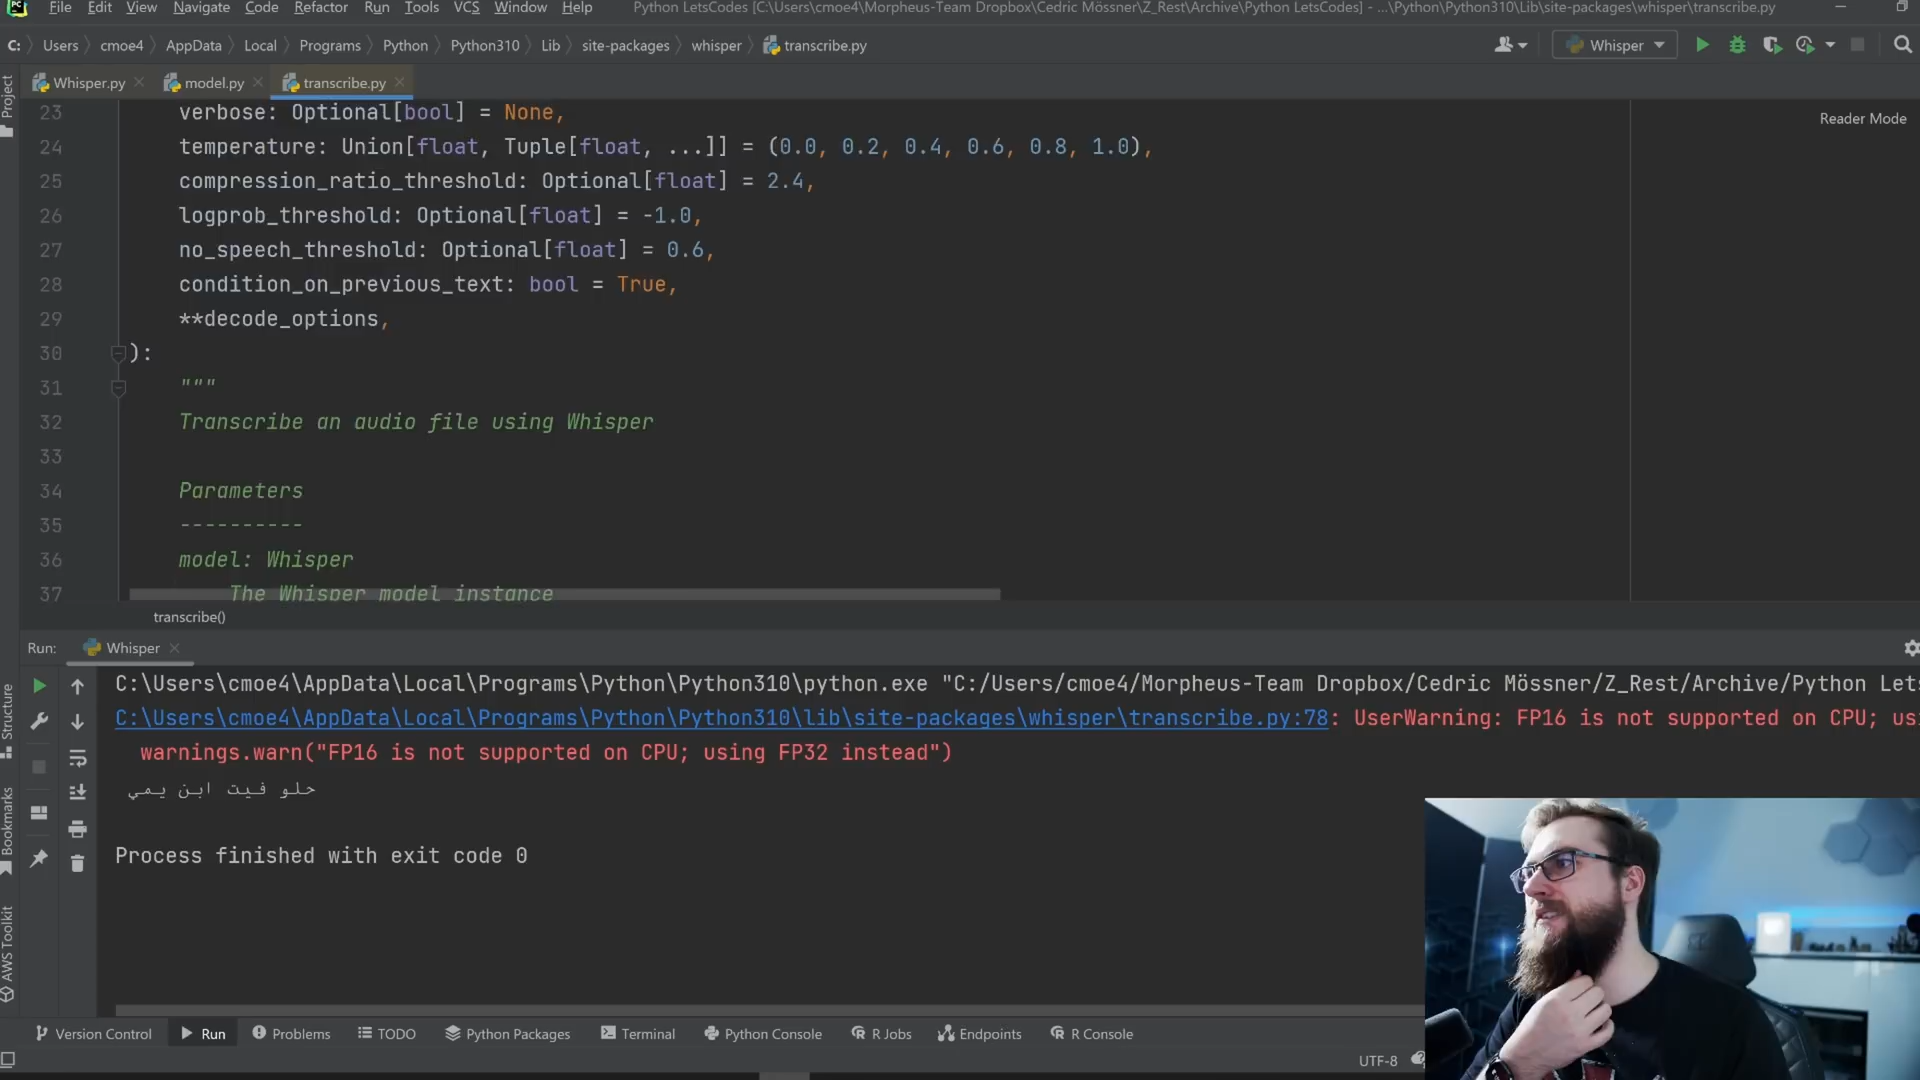 File Edit View Navigate Code Refactor Run Tools VCS Window Help Python LetsCodes [C:\Users\cmoe4\Morpheus-Team Dropbox\Cedric Mössner\Z_Rest\Archive\Python LetsCodes] - ...\Python\Python310\Lib\site-packages\whisper\transcribe.py
C: Users cmoe4 AppData Local Programs Python Python310 Lib site-packages whisper transcribe.py Whisper
Project
Whisper.py model.py transcribe.py
Reader Mode
23 verbose: Optional[bool] = None,
24 temperature: Union[float, Tuple[float, ...]] = (0.0, 0.2, 0.4, 0.6, 0.8, 1.0),
25 compression_ratio_threshold: Optional[float] = 2.4,
26 logprob_threshold: Optional[float] = -1.0,
27 no_speech_threshold: Optional[float] = 0.6,
28 condition_on_previous_text: bool = True,
29 **decode_options,
30 ):
31 """
32 Transcribe an audio file using Whisper
33
34 Parameters
35 ----------
36 model: Whisper
37 The Whisper model instance
transcribe()
Run: Whisper
C:\Users\cmoe4\AppData\Local\Programs\Python\Python310\python.exe "C:/Users/cmoe4/Morpheus-Team Dropbox/Cedric Mössner/Z_Rest/Archive/Python Lets
C:\Users\cmoe4\AppData\Local\Programs\Python\Python310\lib\site-packages\whisper\transcribe.py:78: UserWarning: FP16 is not supported on CPU; usi
warnings.warn("FP16 is not supported on CPU; using FP32 instead")
حلو فيت ابن يمي
Process finished with exit code 0
Structure
Bookmarks
AWS Toolkit
Version Control Run Problems TODO Python Packages Terminal Python Console R Jobs Endpoints R Console
UTF-8